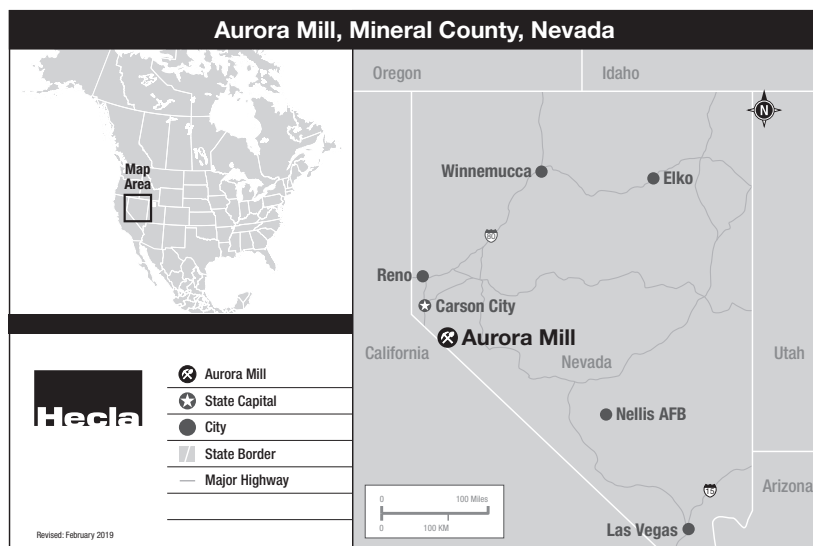 Aurora Mill, Mineral County, Nevada
Map
Area
Hecla
Aurora Mill
State Capital
City
State Border
Major Highway
Revised: February 2019
Oregon
Idaho
N
Winnemucca
Elko
80
Reno
Carson City
Aurora Mill
California
Nevada
Utah
Nellis AFB
Arizona
15
Las Vegas
0
100 Miles
0
100 KM